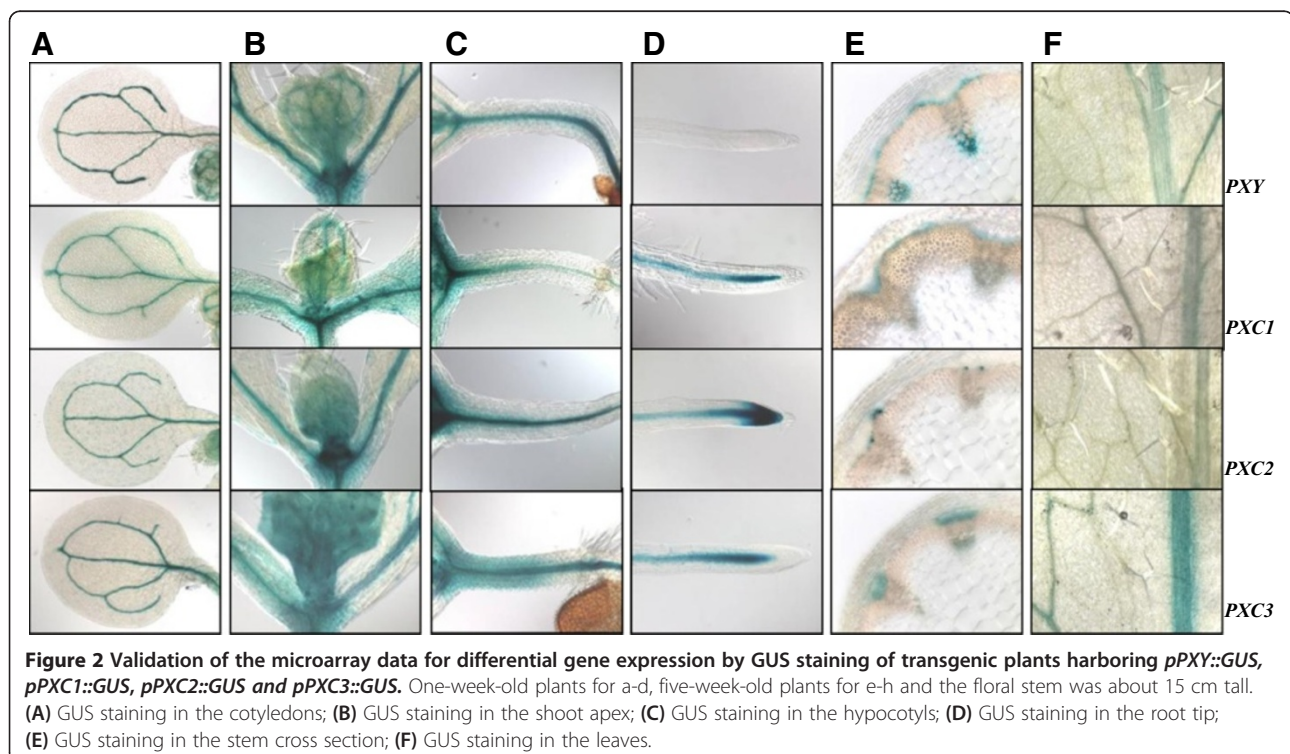 A B C D E F
PXY
PXC1
PXC2
PXC3
Figure 2 Validation of the microarray data for differential gene expression by GUS staining of transgenic plants harboring pPXY::GUS,
pPXC1::GUS, pPXC2::GUS and pPXC3::GUS. One-week-old plants for a-d, five-week-old plants for e-h and the floral stem was about 15 cm tall.
(A) GUS staining in the cotyledons; (B) GUS staining in the shoot apex; (C) GUS staining in the hypocotyls; (D) GUS staining in the root tip;
(E) GUS staining in the stem cross section; (F) GUS staining in the leaves.